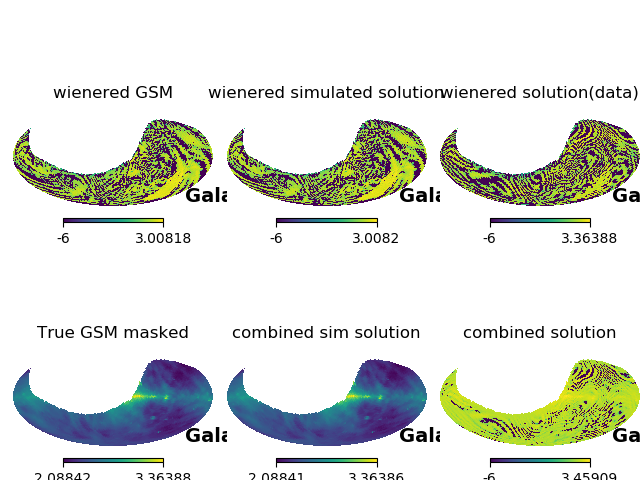 wienered GSM wienered simulated solution wienered solution(data)
Gala Gala Ga
-6 3.00818 -6 3.0082 -6 3.36388
True GSM masked combined sim solution combined solution
Gala Gala Ga
2.08842 3.36388 2.08841 3.36386 -6 3.45909